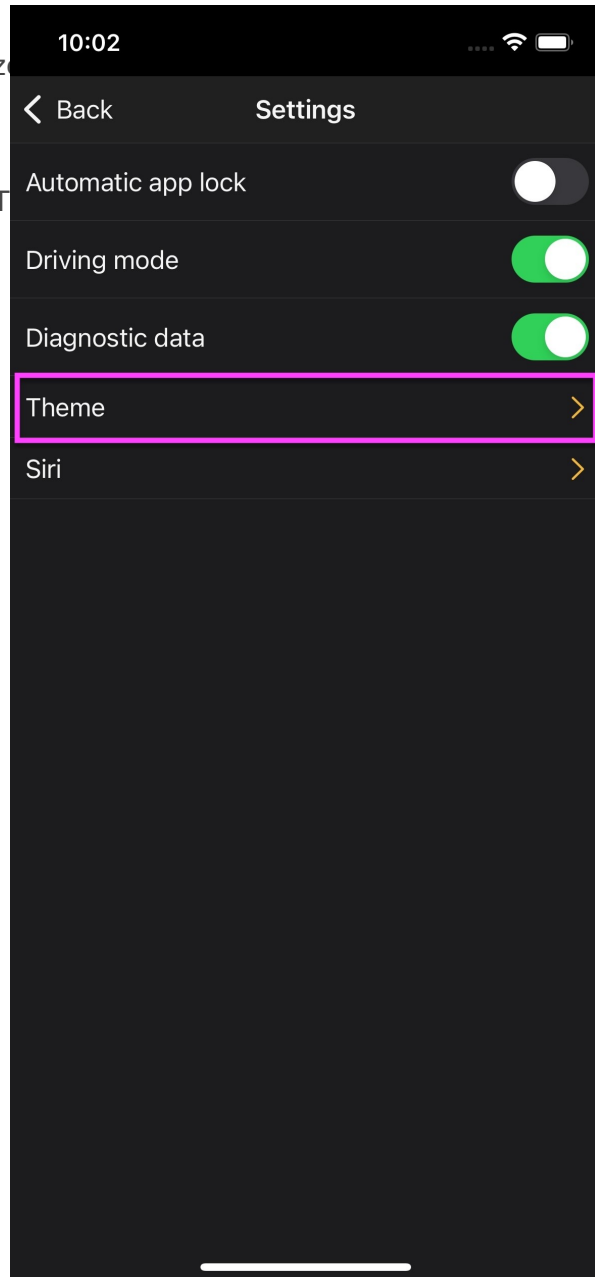 10:02
Back Settings
Automatic app lock
Driving mode
Diagnostic data
Theme
Siri